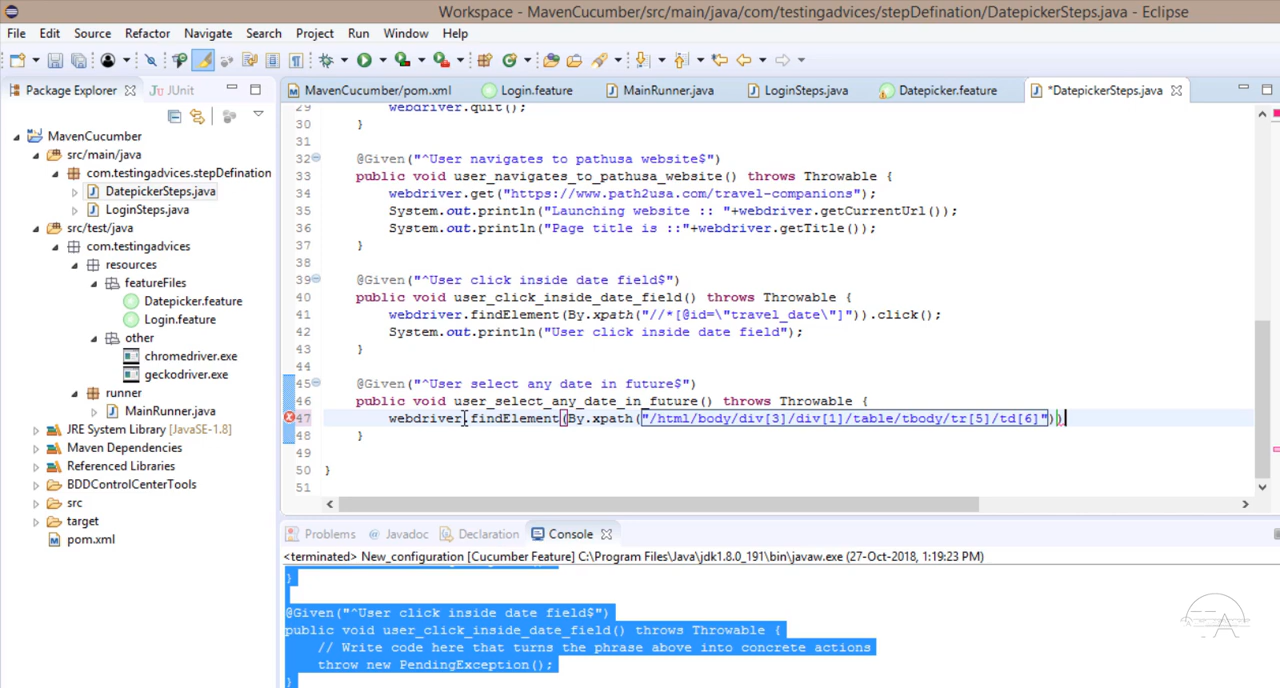 Workspace - MavenCucumber/src/main/java/com/testingadvices/stepDefination/DatepickerSteps.java - Eclipse
File Edit Source Refactor Navigate Search Project Run Window Help
Package Explorer JUnit
MavenCucumber/pom.xml Login.feature MainRunner.java LoginSteps.java Datepicker.feature *DatepickerSteps.java
MavenCucumber
src/main/java
com.testingadvices.stepDefination
DatepickerSteps.java
LoginSteps.java
src/test/java
com.testingadvices
resources
featureFiles
Datepicker.feature
Login.feature
other
chromedriver.exe
geckodriver.exe
runner
MainRunner.java
JRE System Library [JavaSE-1.8]
Maven Dependencies
Referenced Libraries
BDDControlCenterTools
src
target
pom.xml
29 webdriver.quit();
30 }
31
32 @Given("^User navigates to pathusa website$")
33 public void user_navigates_to_pathusa_website() throws Throwable {
34 webdriver.get("https://www.path2usa.com/travel-companions");
35 System.out.println("Launching website :: "+webdriver.getCurrentUrl());
36 System.out.println("Page title is ::"+webdriver.getTitle());
37 }
38
39 @Given("^User click inside date field$")
40 public void user_click_inside_date_field() throws Throwable {
41 webdriver.findElement(By.xpath("//*[@id=\"travel_date\"]")).click();
42 System.out.println("User click inside date field");
43 }
44
45 @Given("^User select any date in future$")
46 public void user_select_any_date_in_future() throws Throwable {
47 webdriver.findElement(By.xpath("/html/body/div[3]/div[1]/table/tbody/tr[5]/td[6]"))
48 }
49
50 }
51
Problems Javadoc Declaration Console
<terminated> New_configuration [Cucumber Feature] C:\Program Files\Java\jdk1.8.0_191\bin\javaw.exe (27-Oct-2018, 1:19:23 PM)
}
@Given("^User click inside date field$")
public void user_click_inside_date_field() throws Throwable {
// Write code here that turns the phrase above into concrete actions
throw new PendingException();
}